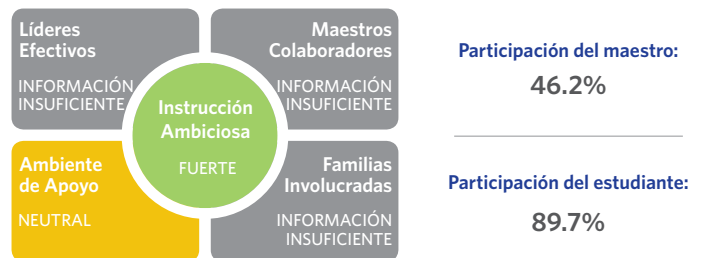 Líderes
Efectivos
INFORMACIÓN
INSUFICIENTE
Maestros
Colaboradores
INFORMACIÓN
INSUFICIENTE
Instrucción
Ambiciosa
FUERTE
Ambiente
de Apoyo
NEUTRAL
Familias
Involucradas
INFORMACIÓN
INSUFICIENTE
Participación del maestro:
46.2%
Participación del estudiante:
89.7%